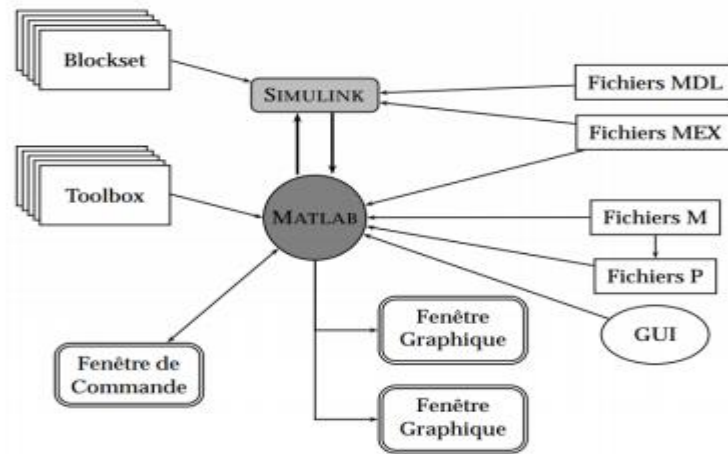 Blockset
SIMULINK
Fichiers MDL
Fichiers MEX
Toolbox
MATLAB
Fichiers M
Fichiers P
GUI
Fenêtre de
Commande
Fenêtre
Graphique
Fenêtre
Graphique